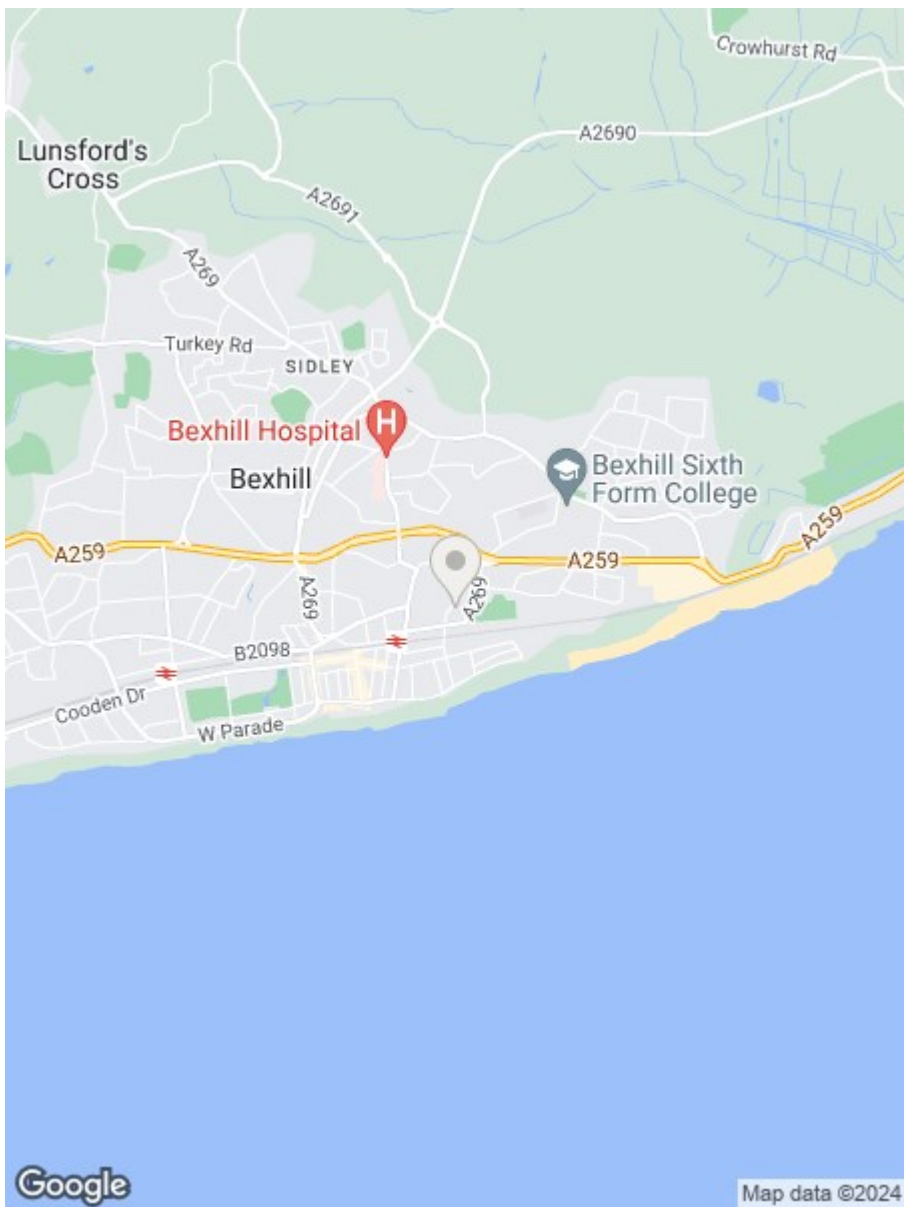 Crowhurst Rd
A2690
Lunsford's
Cross
A2691
A269
Turkey Rd
SIDLEY
H
Bexhill Hospital
Bexhill
Bexhill Sixth
Form College
A259
A259
A259
A269
A269
B2098
Cooden Dr
W Parade
Google
Map data ©2024